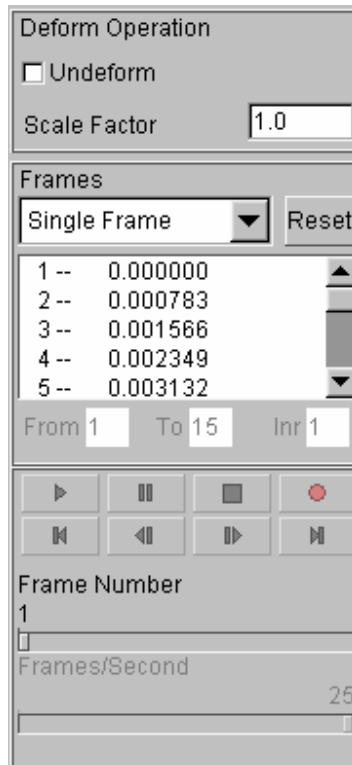 Deform Operation
Undeform
Scale Factor 1.0
Frames
Single Frame Reset
1 -- 0.000000
2 -- 0.000783
3 -- 0.001566
4 -- 0.002349
5 -- 0.003132
From 1 To 15 Inr 1
Frame Number
1
Frames/Second
25